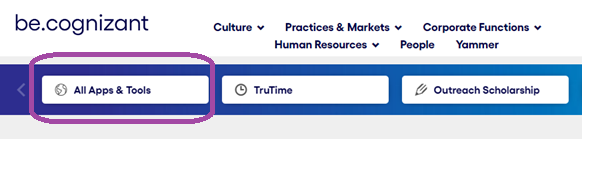 be.cognizant
Culture Practices & Markets Corporate Functions
Human Resources People Yammer
All Apps & Tools TruTime Outreach Scholarship